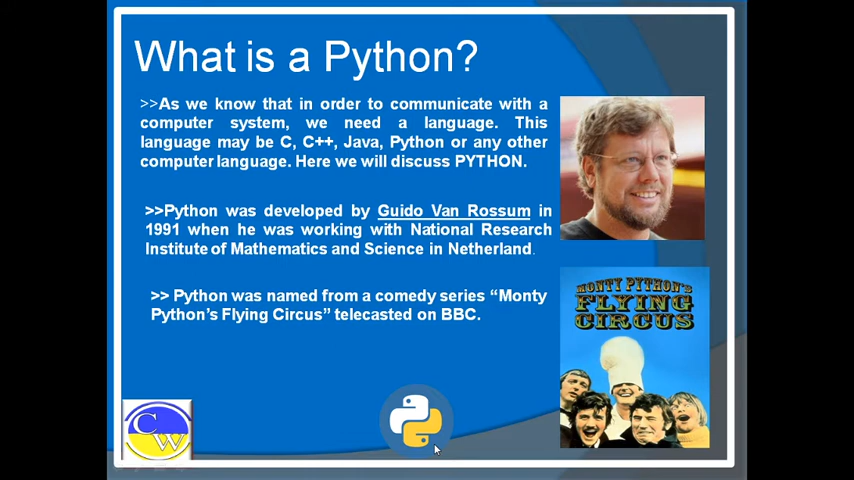 What is a Python?
>>As we know that in order to communicate with a
computer system, we need a language. This
language may be C, C++, Java, Python or any other
computer language. Here we will discuss PYTHON.
>>Python was developed by Guido Van Rossum in
1991 when he was working with National Research
Institute of Mathematics and Science in Netherland.
>> Python was named from a comedy series “Monty
Python’s Flying Circus” telecasted on BBC.
MONTY PYTHON'S
FLYING
CIRCUS
CW